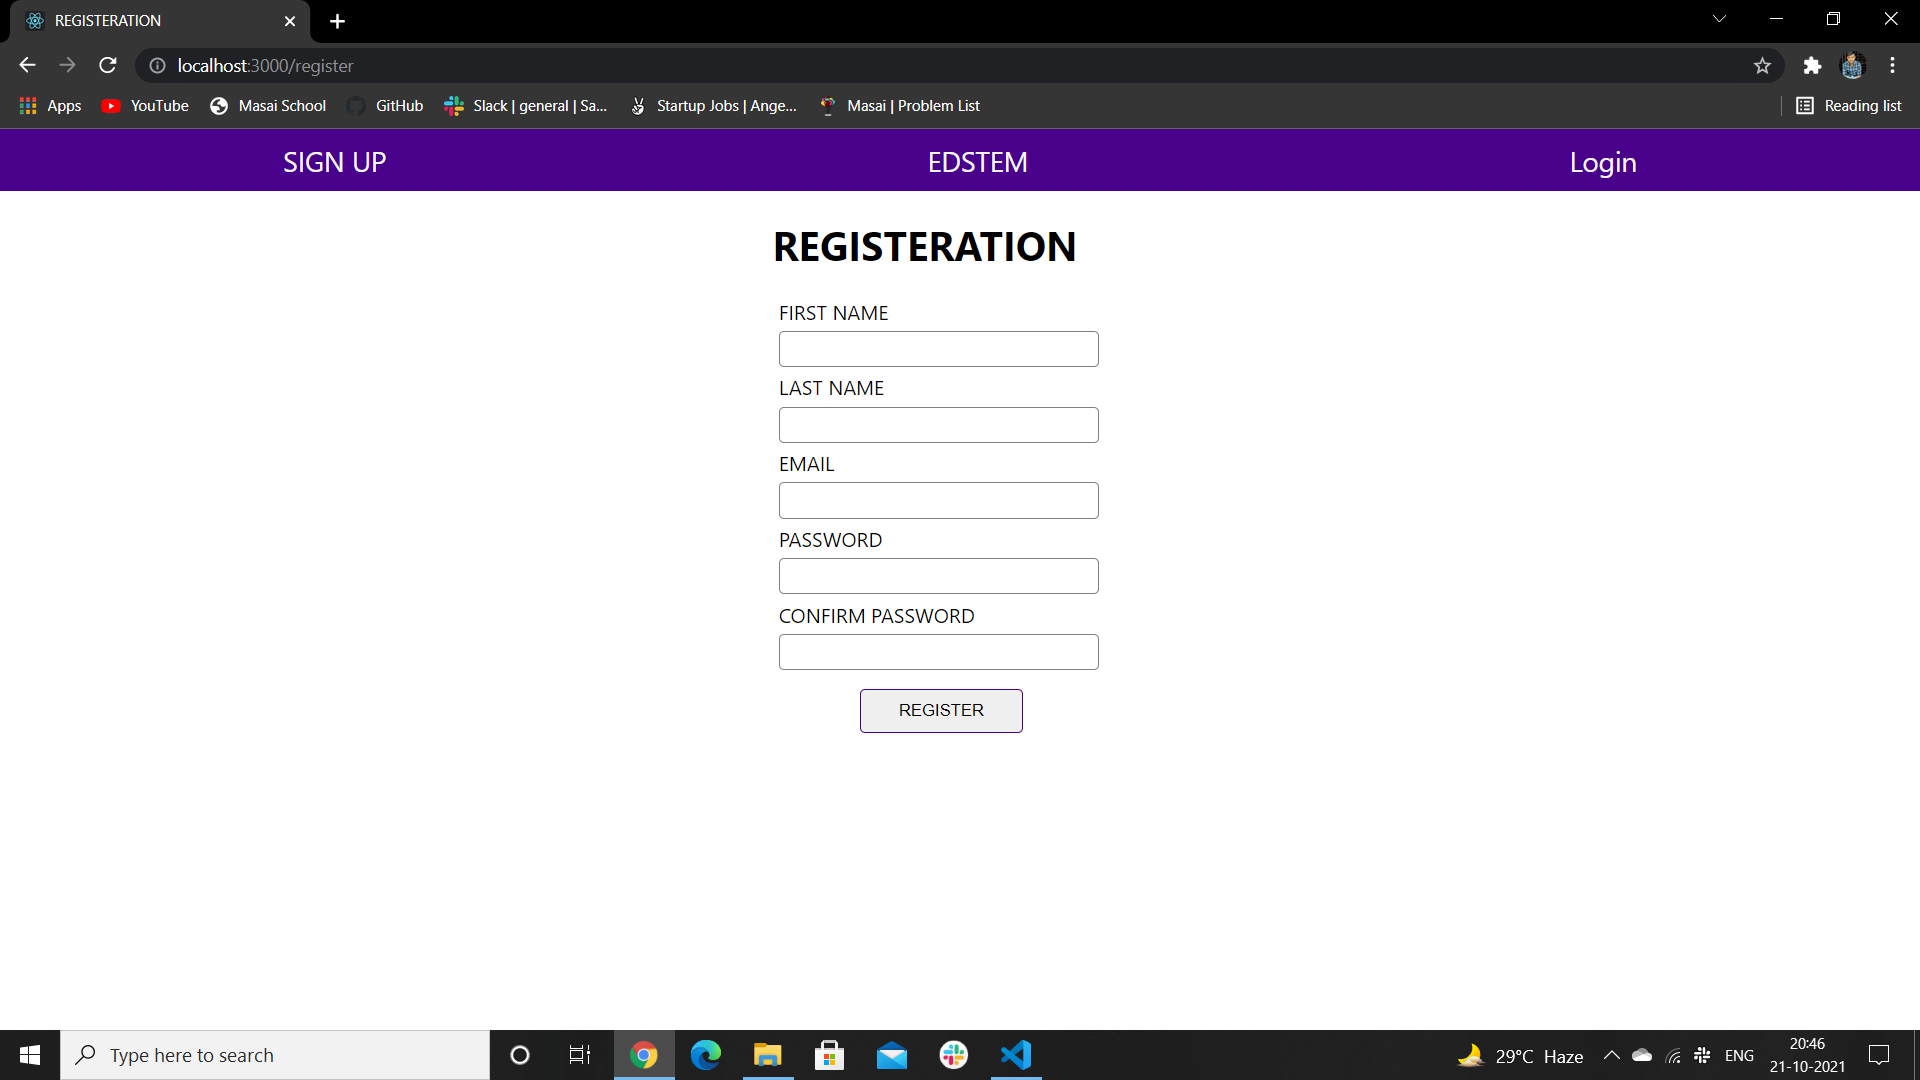 REGISTERATION
localhost:3000/register
Apps YouTube Masai School GitHub Slack | general | Sa... Startup Jobs | Ange... Masai | Problem List Reading list
SIGN UP EDSTEM Login
REGISTERATION
FIRST NAME
LAST NAME
EMAIL
PASSWORD
CONFIRM PASSWORD
REGISTER
Type here to search 29°C Haze ENG 20:46
21-10-2021